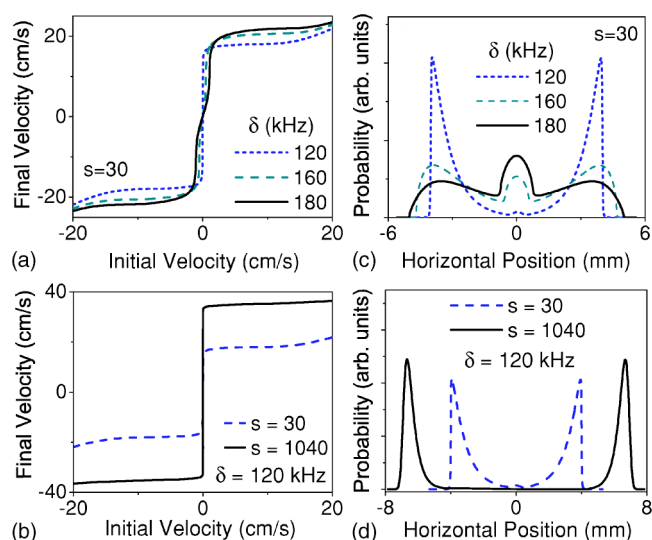 20
0
-20
Final Velocity (cm/s)
δ (kHz)
s=30
120
160
180
-20
0
20
(a)
Initial Velocity (cm/s)
Probability (arb. units)
δ (kHz)
s=30
120
160
180
-6
0
6
(c)
Horizontal Position (mm)
40
0
-40
Final Velocity (cm/s)
s = 30
s = 1040
δ = 120 kHz
-20
0
20
(b)
Initial Velocity (cm/s)
Probability (arb. units)
s = 30
s = 1040
δ = 120 kHz
-8
-4
0
4
8
(d)
Horizontal Position (mm)